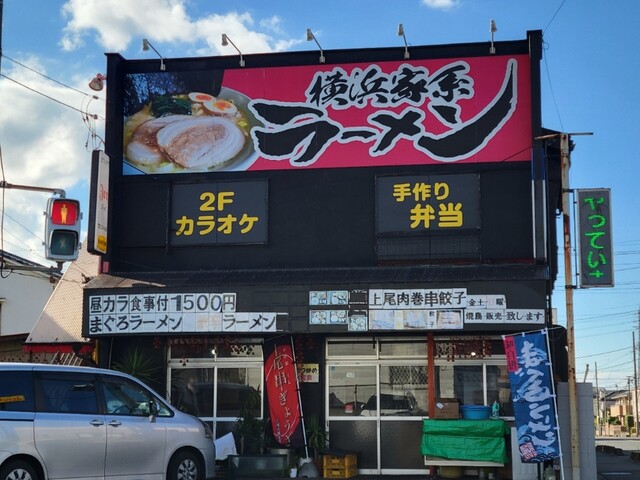 横浜家系
ラーメン
2F
カラオケ
手作り
弁当
やってい
昼カラ食事付1500円
まぐろラーメン
ラーメン
上尾肉巻串餃子
金土
曜
焼鳥 販売 致します